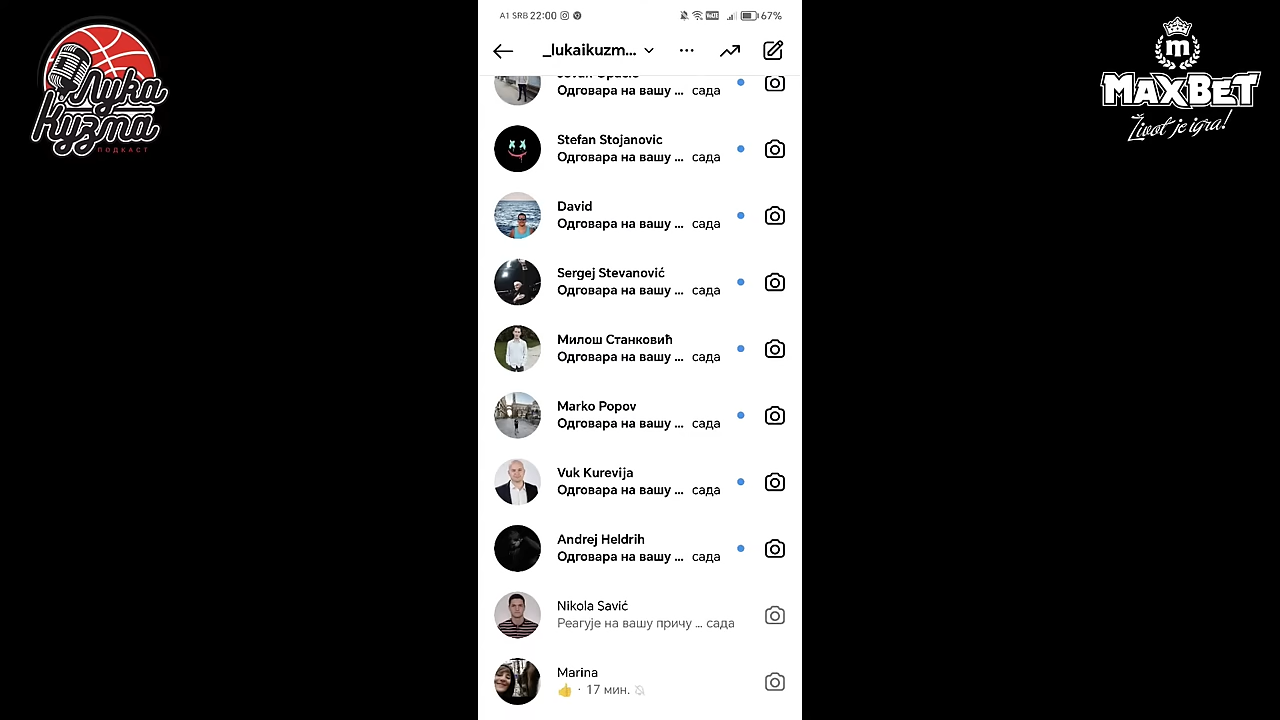 Лука
Кузма
ПОДКАСТ
A1 SRB 22:00
67%
_lukaikuzm...
Одговара на вашу ... сада
Stefan Stojanovic
Одговара на вашу ... сада
David
Одговара на вашу ... сада
Sergej Stevanović
Одговара на вашу ... сада
Милош Станковић
Одговара на вашу ... сада
Marko Popov
Одговара на вашу ... сада
Vuk Kurevija
Одговара на вашу ... сада
Andrej Heldrih
Одговара на вашу ... сада
Nikola Savić
Реагује на вашу причу ... сада
Marina
👍 · 17 мин.
m
MAXBET
Život je igra!